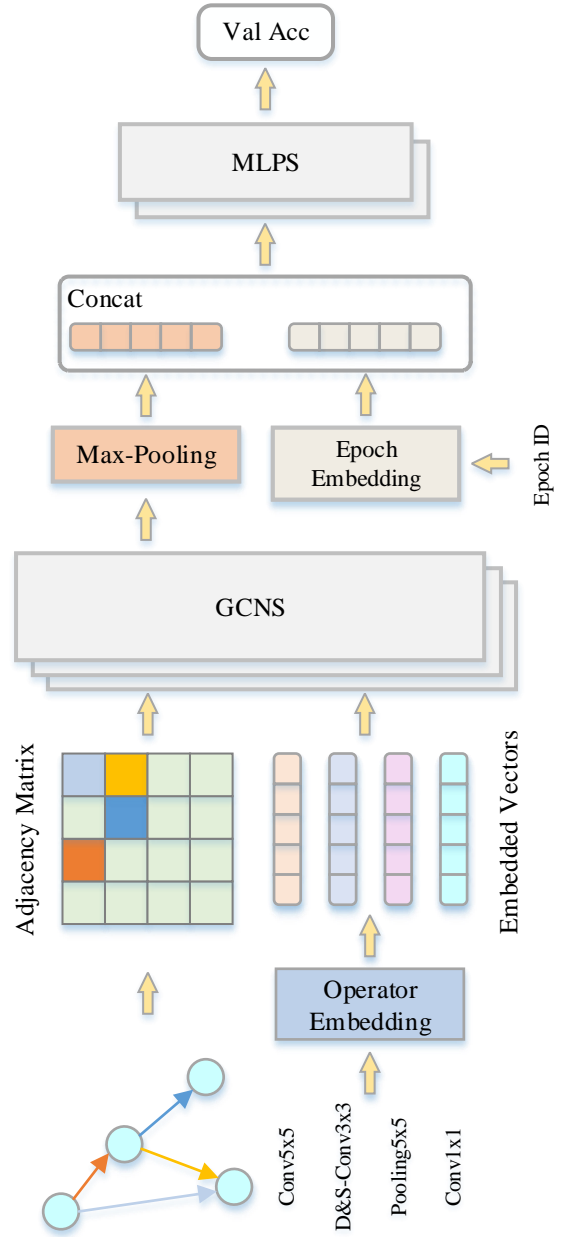 Val Acc
MLPS
Concat
Max-Pooling
Epoch
Embedding
Epoch ID
GCNS
Adjacency Matrix
Embedded Vectors
Operator
Embedding
Conv5x5
D&S-Conv3x3
Pooling5x5
Conv1x1